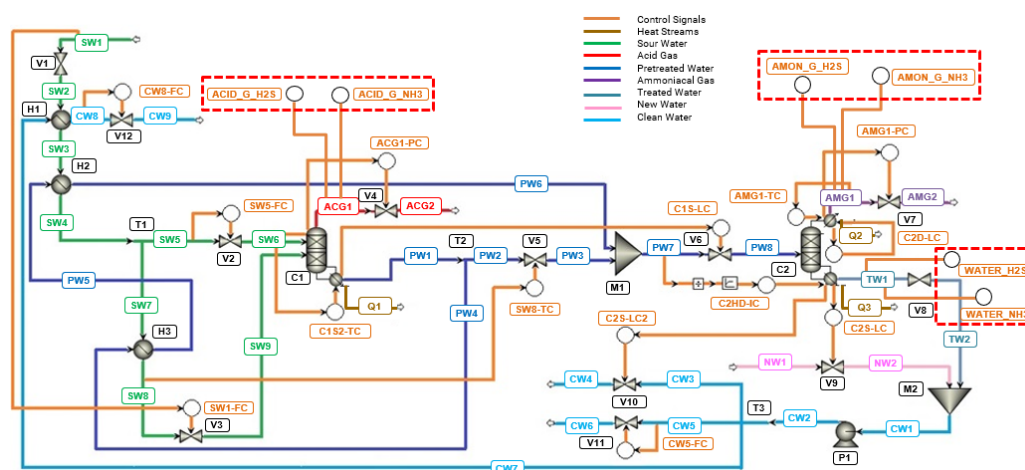 Control Signals
Heat Streams
Sour Water
Acid Gas
Pretreated Water
Ammoniacal Gas
Treated Water
New Water
Clean Water
SW1
V1
SW2
CW8-FC
H1
CW8
CW9
V12
SW3
H2
ACID_G_H2S
ACID_G_NH3
ACG1-PC
V4
ACG1
ACG2
AMON_G_H2S
AMON_G_NH3
AMG1-PC
AMG1-TC
AMG1
AMG2
V7
Q2
C2D-LC
PW6
SW4
T1
SW5-FC
SW5
SW6
V2
C1
C1S-LC
V6
T2
V5
PW1
PW2
PW3
M1
PW7
PW8
C2
PW5
SW7
H3
Q1
C1S2-TC
SW8-TC
PW4
C2HD-IC
TW1
WATER_H2S
Q3
V8
WATER_NH3
C2S-LC2
C2S-LC
TW2
SW9
SW8
SW1-FC
V3
NW1
NW2
V9
CW4
CW3
V10
M2
CW6
CW5
T3
CW2
CW1
V11
CW5-FC
P1
CW7